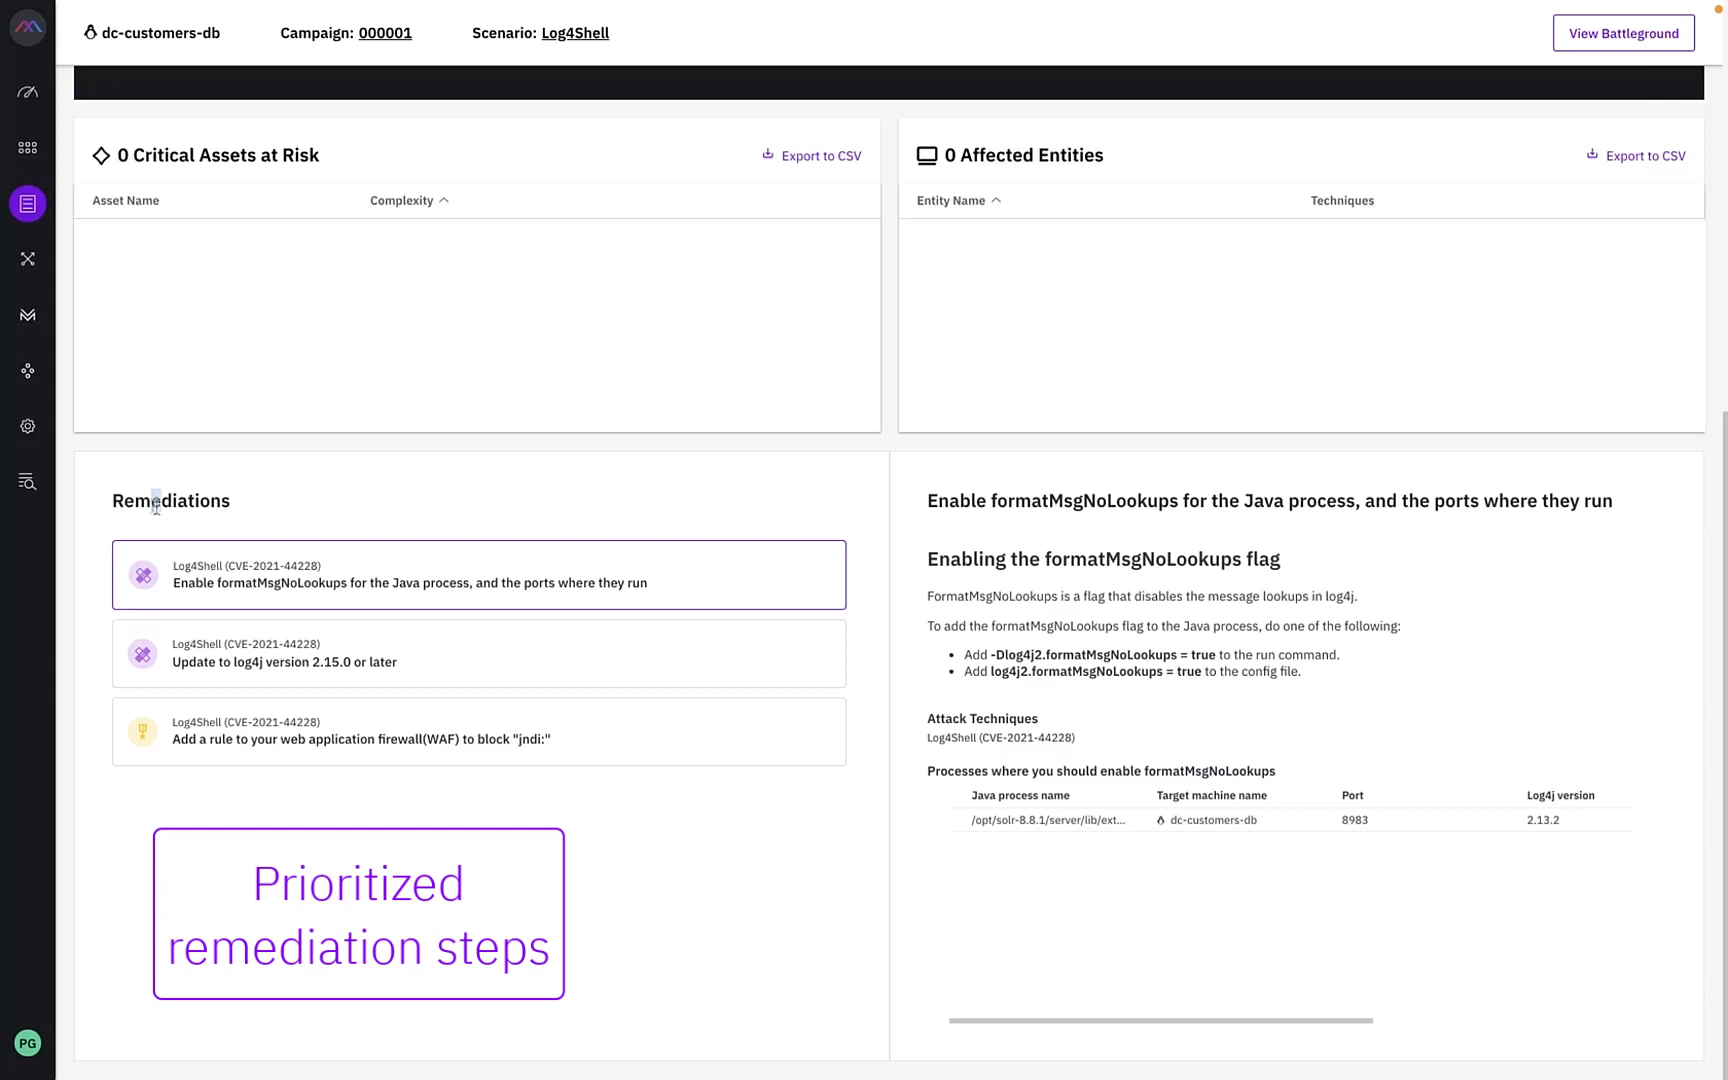 dc-customers-db
Campaign: 000001
Scenario: Log4Shell
View Battleground
0 Critical Assets at Risk
Export to CSV
Asset Name
Complexity
0 Affected Entities
Export to CSV
Entity Name
Techniques
Remediations
Log4Shell (CVE-2021-44228)
Enable formatMsgNoLookups for the Java process, and the ports where they run
Log4Shell (CVE-2021-44228)
Update to log4j version 2.15.0 or later
Log4Shell (CVE-2021-44228)
Add a rule to your web application firewall(WAF) to block "jndi:"
Prioritized
remediation steps
Enable formatMsgNoLookups for the Java process, and the ports where they run
Enabling the formatMsgNoLookups flag
FormatMsgNoLookups is a flag that disables the message lookups in log4j.
To add the formatMsgNoLookups flag to the Java process, do one of the following:
• Add -Dlog4j2.formatMsgNoLookups = true to the run command.
• Add log4j2.formatMsgNoLookups = true to the config file.
Attack Techniques
Log4Shell (CVE-2021-44228)
Processes where you should enable formatMsgNoLookups
Java process name Target machine name Port Log4j version
/opt/solr-8.8.1/server/lib/ext... dc-customers-db 8983 2.13.2
PG